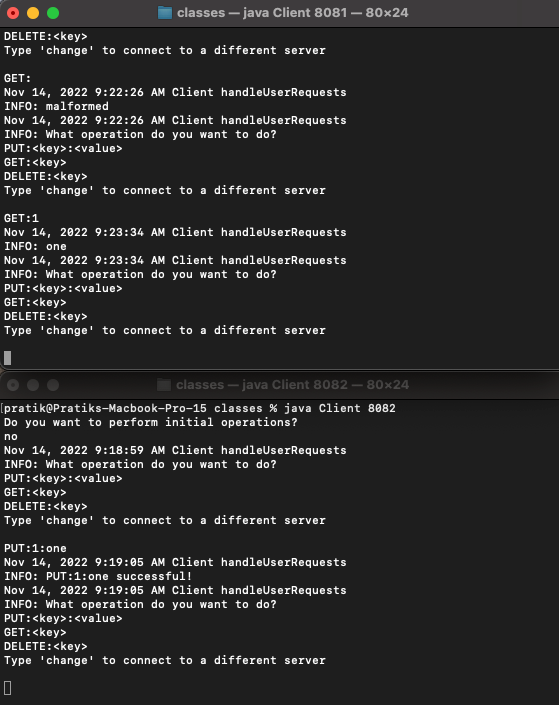 classes — java Client 8081 — 80×24
DELETE:<key>
Type 'change' to connect to a different server
GET:
Nov 14, 2022 9:22:26 AM Client handleUserRequests
INFO: malformed
Nov 14, 2022 9:22:26 AM Client handleUserRequests
INFO: What operation do you want to do?
PUT:<key>:<value>
GET:<key>
DELETE:<key>
Type 'change' to connect to a different server
GET:1
Nov 14, 2022 9:23:34 AM Client handleUserRequests
INFO: one
Nov 14, 2022 9:23:34 AM Client handleUserRequests
INFO: What operation do you want to do?
PUT:<key>:<value>
GET:<key>
DELETE:<key>
Type 'change' to connect to a different server
classes — java Client 8082 — 80×24
[pratik@Pratiks-Macbook-Pro-15 classes % java Client 8082
Do you want to perform initial operations?
no
Nov 14, 2022 9:18:59 AM Client handleUserRequests
INFO: What operation do you want to do?
PUT:<key>:<value>
GET:<key>
DELETE:<key>
Type 'change' to connect to a different server
PUT:1:one
Nov 14, 2022 9:19:05 AM Client handleUserRequests
INFO: PUT:1:one successful!
Nov 14, 2022 9:19:05 AM Client handleUserRequests
INFO: What operation do you want to do?
PUT:<key>:<value>
GET:<key>
DELETE:<key>
Type 'change' to connect to a different server